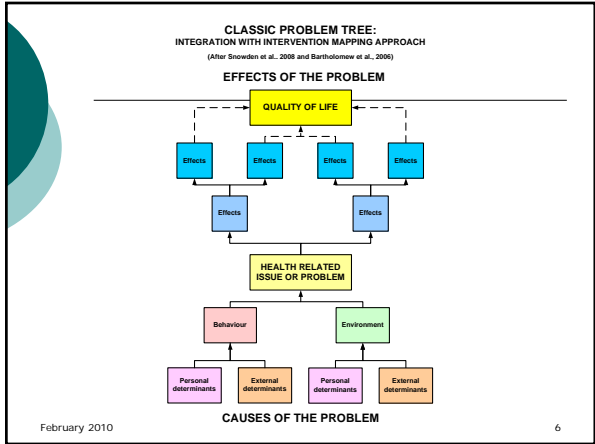 CLASSIC PROBLEM TREE:
INTEGRATION WITH INTERVENTION MAPPING APPROACH
(After Snowden et al.. 2008 and Bartholomew et al., 2006)
EFFECTS OF THE PROBLEM
QUALITY OF LIFE
Effects
Effects
Effects
Effects
Effects
Effects
HEALTH RELATED
ISSUE OR PROBLEM
Behaviour
Environment
Personal
determinants
External
determinants
Personal
determinants
External
determinants
CAUSES OF THE PROBLEM
February 2010
6